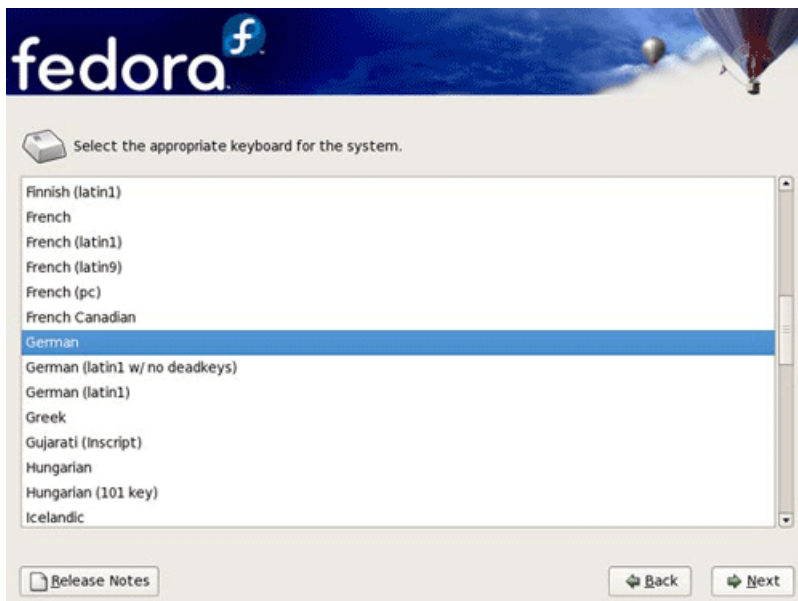 fedora
Select the appropriate keyboard for the system.
Finnish (latin1)
French
French (latin1)
French (latin9)
French (pc)
French Canadian
German
German (latin1 w/ no deadkeys)
German (latin1)
Greek
Gujarati (Inscript)
Hungarian
Hungarian (101 key)
Icelandic
Release Notes Back Next